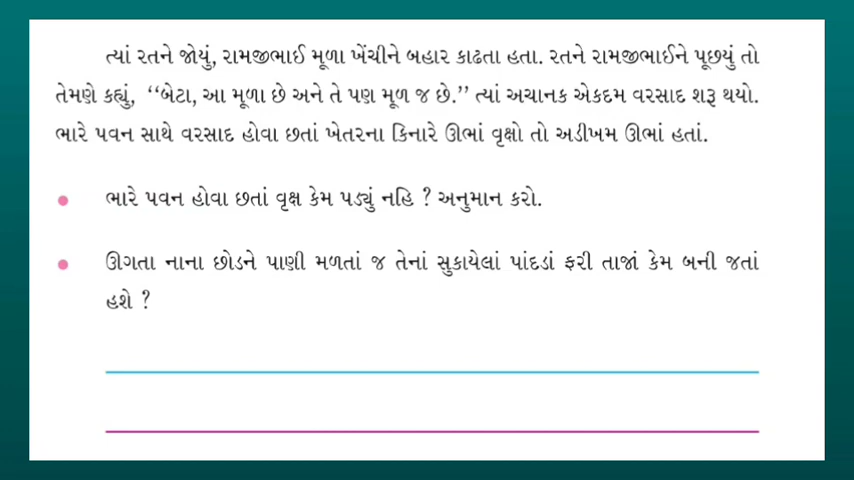 ત્યાં રતને જોયું, રામજીભાઈ મૂળા ખેંચીને બહાર કાઢતા હતા. રતને રામજીભાઈને પૂછયું તો
તેમણે કહ્યું, ‘‘બેટા, આ મૂળા છે અને તે પણ મૂળ જ છે.’’ ત્યાં અચાનક એકદમ વરસાદ શરૂ થયો.
ભારે પવન સાથે વરસાદ હોવા છતાં ખેતરના કિનારે ઊભાં વૃક્ષો તો અડીખમ ઊભાં હતાં.
● ભારે પવન હોવા છતાં વૃક્ષ કેમ પડ્યું નહિ ? અનુમાન કરો.
● ઊગતા નાના છોડને પાણી મળતાં જ તેનાં સુકાયેલાં પાંદડાં ફરી તાજાં કેમ બની જતાં
હશે ?